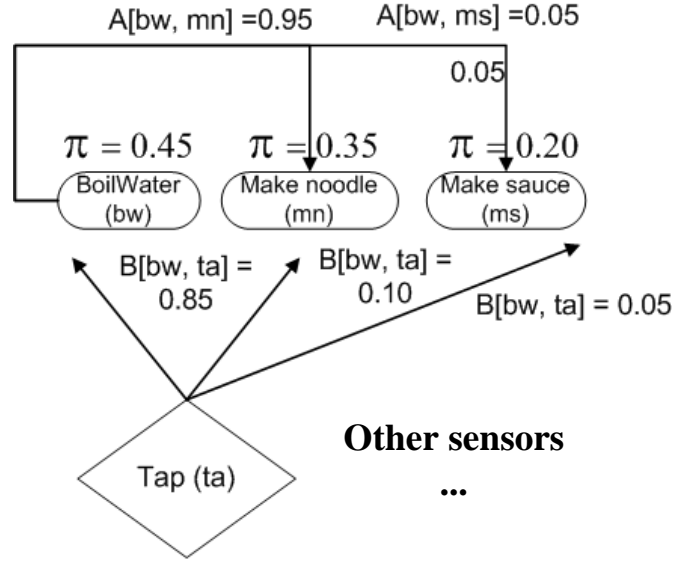 A[bw, mn] =0.95
A[bw, ms] =0.05
0.05
π = 0.45
π = 0.35
π = 0.20
BoilWater
(bw)
Make noodle
(mn)
Make sauce
(ms)
B[bw, ta] =
0.85
B[bw, ta] =
0.10
B[bw, ta] = 0.05
Tap (ta)
Other sensors
...